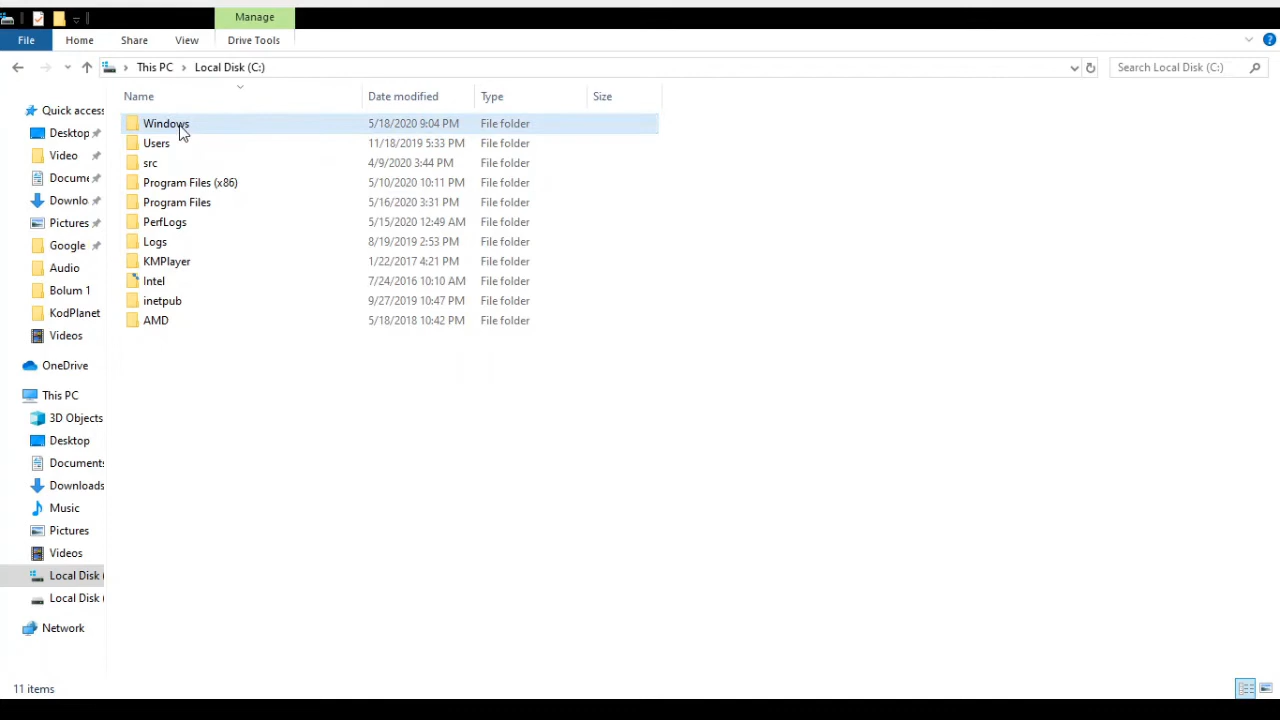 Manage
File Home Share View Drive Tools
This PC Local Disk (C:) Search Local Disk (C:)
Name Date modified Type Size
Quick access
Desktop
Video
Docume
Downlo
Pictures
Google
Audio
Bolum 1
KodPlanet
Videos
OneDrive
This PC
3D Objects
Desktop
Documents
Downloads
Music
Pictures
Videos
Local Disk (
Local Disk (
Network
Windows 5/18/2020 9:04 PM File folder
Users 11/18/2019 5:33 PM File folder
src 4/9/2020 3:44 PM File folder
Program Files (x86) 5/10/2020 10:11 PM File folder
Program Files 5/16/2020 3:31 PM File folder
PerfLogs 5/15/2020 12:49 AM File folder
Logs 8/19/2019 2:53 PM File folder
KMPlayer 1/22/2017 4:21 PM File folder
Intel 7/24/2016 10:10 AM File folder
inetpub 9/27/2019 10:47 PM File folder
AMD 5/18/2018 10:42 PM File folder
11 items